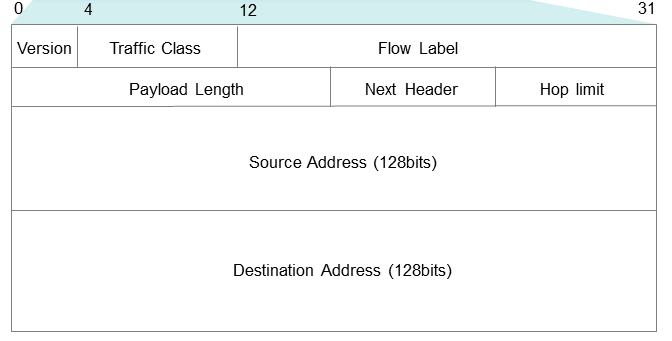 0 4 12 31
Version Traffic Class Flow Label
Payload Length Next Header Hop limit
Source Address (128bits)
Destination Address (128bits)